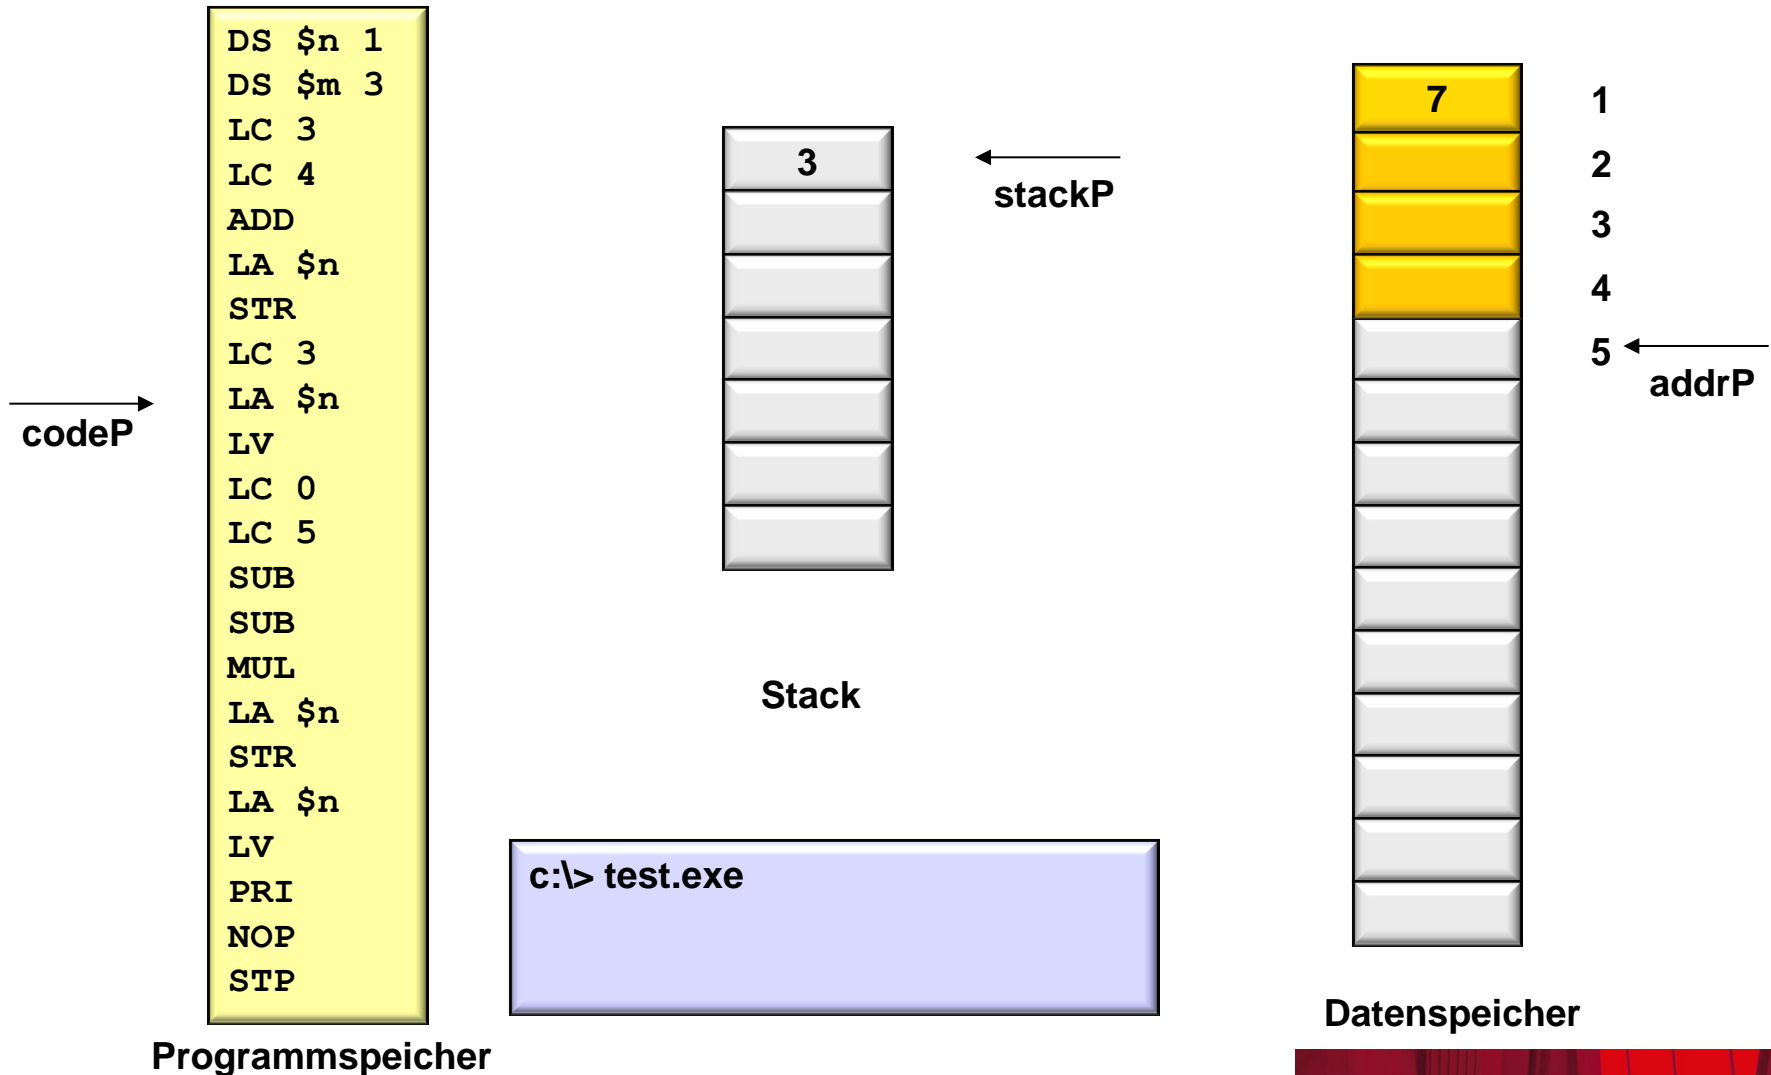 DS $n 1
DS $m 3
LC 3
LC 4
ADD
LA $n
STR
LC 3
LA $n
LV
LC 0
LC 5
SUB
SUB
MUL
LA $n
STR
LA $n
LV
PRI
NOP
STP
codeP
Programmspeicher
3
stackP
Stack
c:\> test.exe
7
1
2
3
4
5
addrP
Datenspeicher